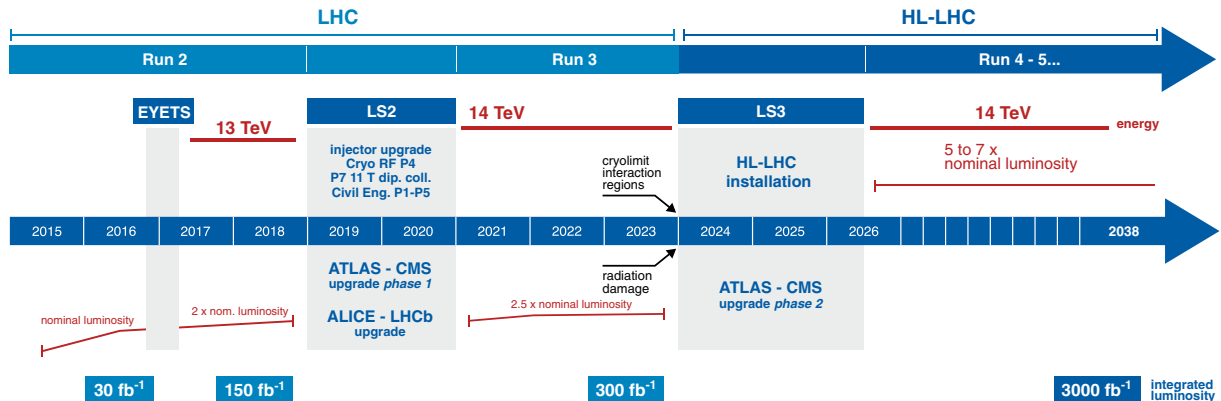 LHC
HL-LHC
Run 2
Run 3
Run 4 - 5...
EYETS
13 TeV
LS2
14 TeV
LS3
14 TeV
energy
injector upgrade
Cryo RF P4
P7 11 T dip. coll.
Civil Eng. P1-P5
cryolimit
interaction
regions
HL-LHC
installation
5 to 7 x
nominal luminosity
2015
2016
2017
2018
2019
2020
2021
2022
2023
2024
2025
2026
2038
ATLAS - CMS
upgrade phase 1
ALICE - LHCb
upgrade
radiation
damage
ATLAS - CMS
upgrade phase 2
nominal luminosity
2 x nom. luminosity
2.5 x nominal luminosity
30 fb-1
150 fb-1
300 fb-1
3000 fb-1
integrated
luminosity